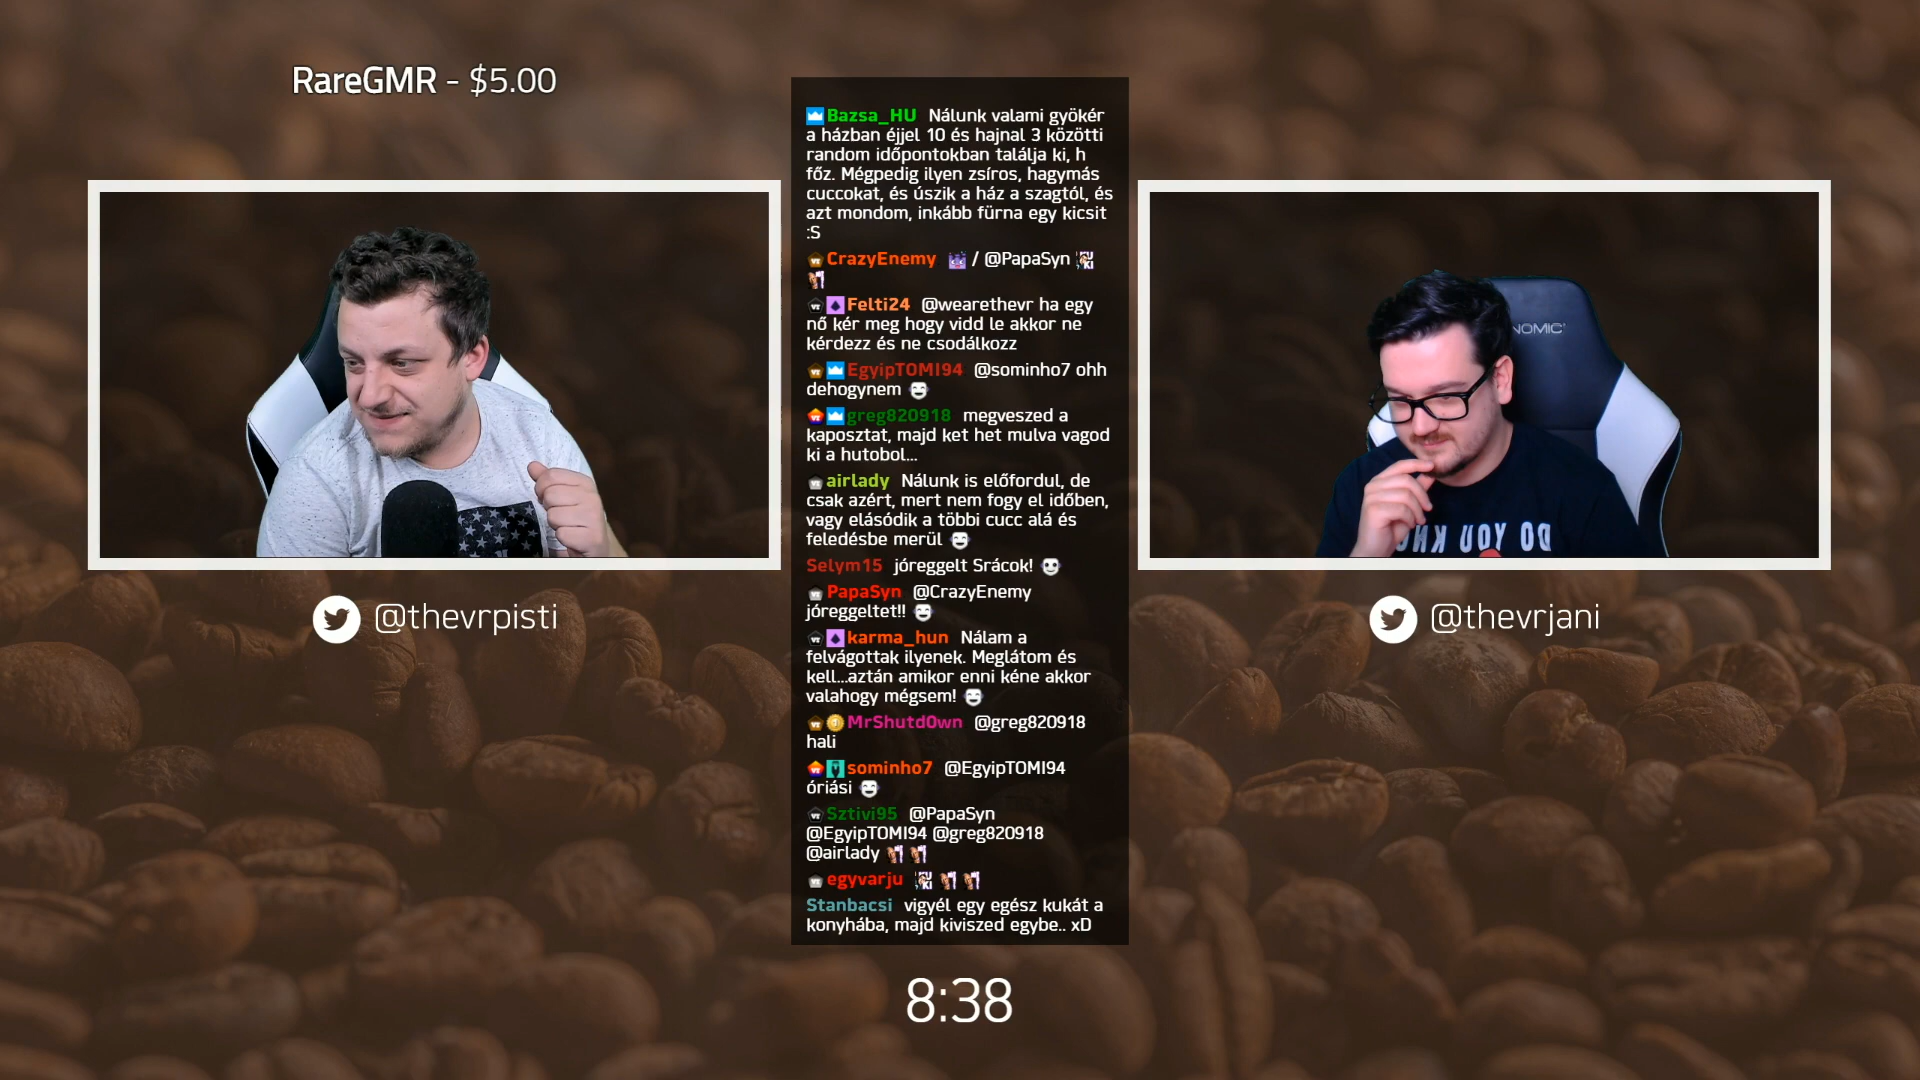 RareGMR - $5.00
Bazsa_HU Nálunk valami gyökér
a házban éjjel 10 és hajnal 3 közötti
random időpontokban találja ki, h
főz. Mégpedig ilyen zsíros, hagymás
cuccokat, és úszik a ház a szagtól, és
azt mondom, inkább fúrna egy kicsit
:S
CrazyEnemy / @PapaSyn
Felti24 @wearethevr ha egy
nő kér meg hogy vidd le akkor ne
kérdezz és ne csodálkozz
EgyipTOMI94 @sominho7 ohh
dehogynem
greg820918 megveszed a
kaposztat, majd ket het mulva vagod
ki a hutobol...
airlady Nálunk is előfordul, de
csak azért, mert nem fogy el időben,
vagy elásódik a többi cucc alá és
feledésbe merül
Selym15 jóreggelt Srácok!
PapaSyn @CrazyEnemy
jóreggeltet!!
karma_hun Nálam a
felvágottak ilyenek. Meglátom és
kell...aztán amikor enni kéne akkor
valahogy mégsem!
MrShutd0wn @greg820918
hali
sominho7 @EgyipTOMI94
óriási
Sztivi95 @PapaSyn
@EgyipTOMI94 @greg820918
@airlady
egyvarju
Stanbacsi vigyél egy egész kukát a
konyhába, majd kiviszed egybe.. xD
@thevrpisti
@thevrjani
NOMIC
DO YOU KN
8:38